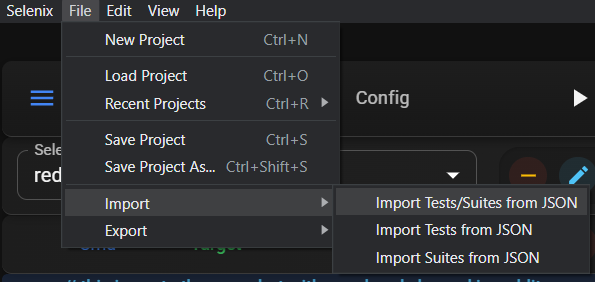 Selenix File Edit View Help
New Project Ctrl+N
Load Project Ctrl+O
Recent Projects Ctrl+R
Config
Save Project Ctrl+S
Save Project As... Ctrl+Shift+S
Sele
red
Import
Export
Import Tests/Suites from JSON
Import Tests from JSON
Import Suites from JSON